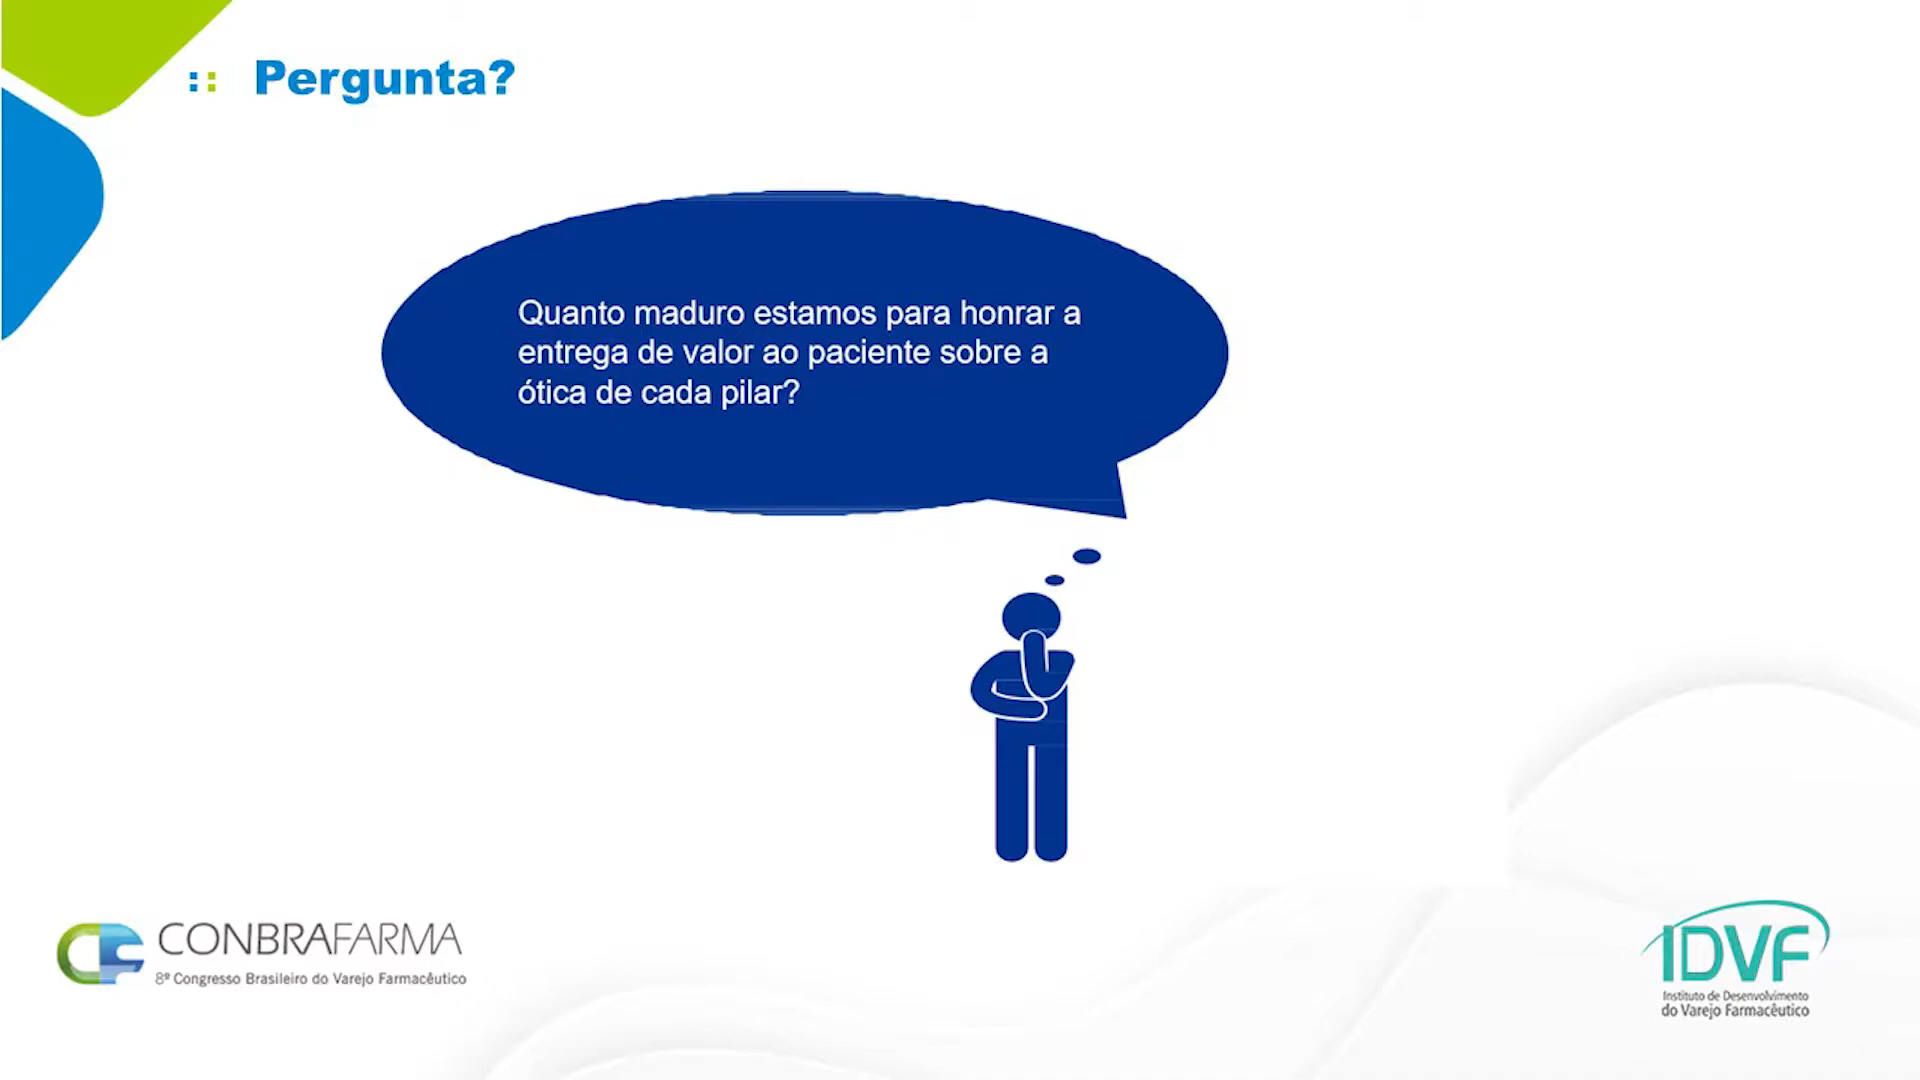 Pergunta?
Quanto maduro estamos para honrar a
entrega de valor ao paciente sobre a
ótica de cada pilar?
CONBRAFARMA
8º Congresso Brasileiro do Varejo Farmacêutico
IDVF
Instituto de Desenvolvimento
do Varejo Farmacêutico